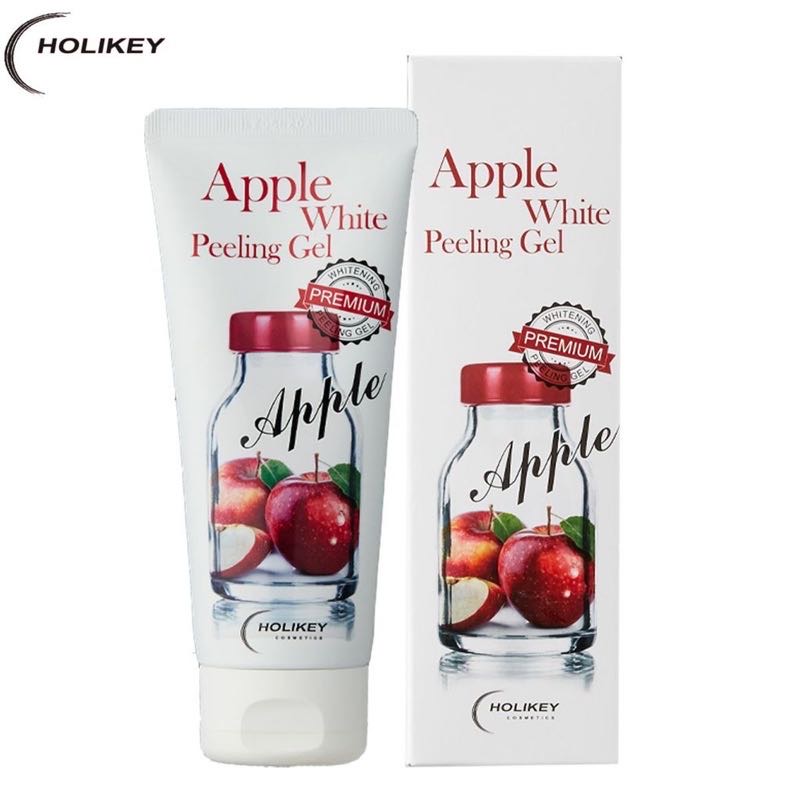 HOLIKEY
Apple
White
Peeling Gel
WHITENING
PREMIUM
PEELING GEL
Apple
HOLIKEY
COSMETICS
Apple
White
Peeling Gel
WHITENING
PREMIUM
PEELING GEL
Apple
HOLIKEY
COSMETICS